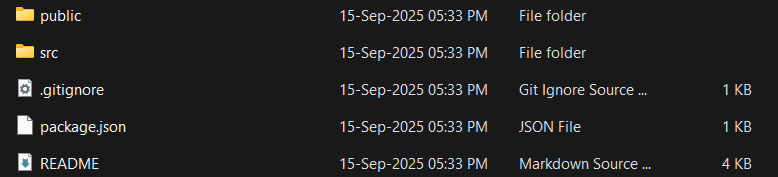 public 15-Sep-2025 05:33 PM File folder
src 15-Sep-2025 05:33 PM File folder
.gitignore 15-Sep-2025 05:33 PM Git Ignore Source ... 1 KB
package.json 15-Sep-2025 05:33 PM JSON File 1 KB
README 15-Sep-2025 05:33 PM Markdown Source ... 4 KB